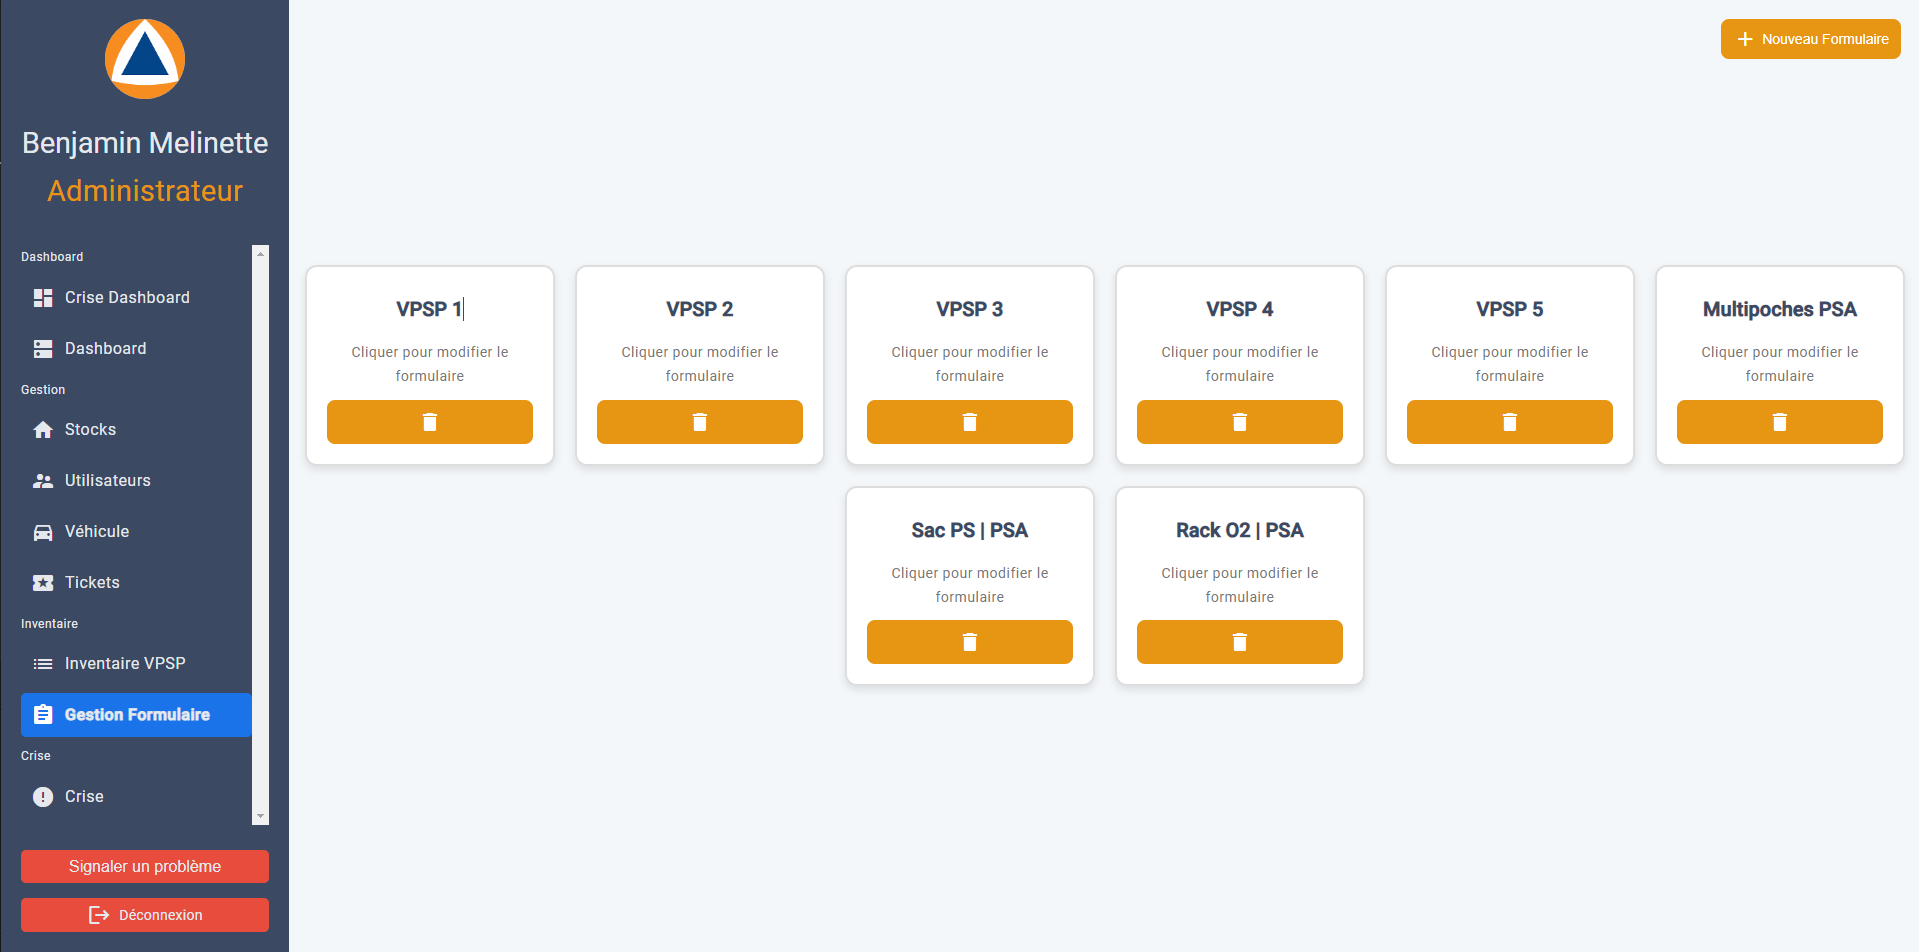 Benjamin Melinette
Administrateur
Dashboard
Crise Dashboard
Dashboard
Gestion
Stocks
Utilisateurs
Véhicule
Tickets
Inventaire
Inventaire VPSP
Gestion Formulaire
Crise
Crise
Signaler un problème
Déconnexion
Nouveau Formulaire
VPSP 1
Cliquer pour modifier le
formulaire
VPSP 2
Cliquer pour modifier le
formulaire
VPSP 3
Cliquer pour modifier le
formulaire
VPSP 4
Cliquer pour modifier le
formulaire
VPSP 5
Cliquer pour modifier le
formulaire
Multipoches PSA
Cliquer pour modifier le
formulaire
Sac PS | PSA
Cliquer pour modifier le
formulaire
Rack O2 | PSA
Cliquer pour modifier le
formulaire